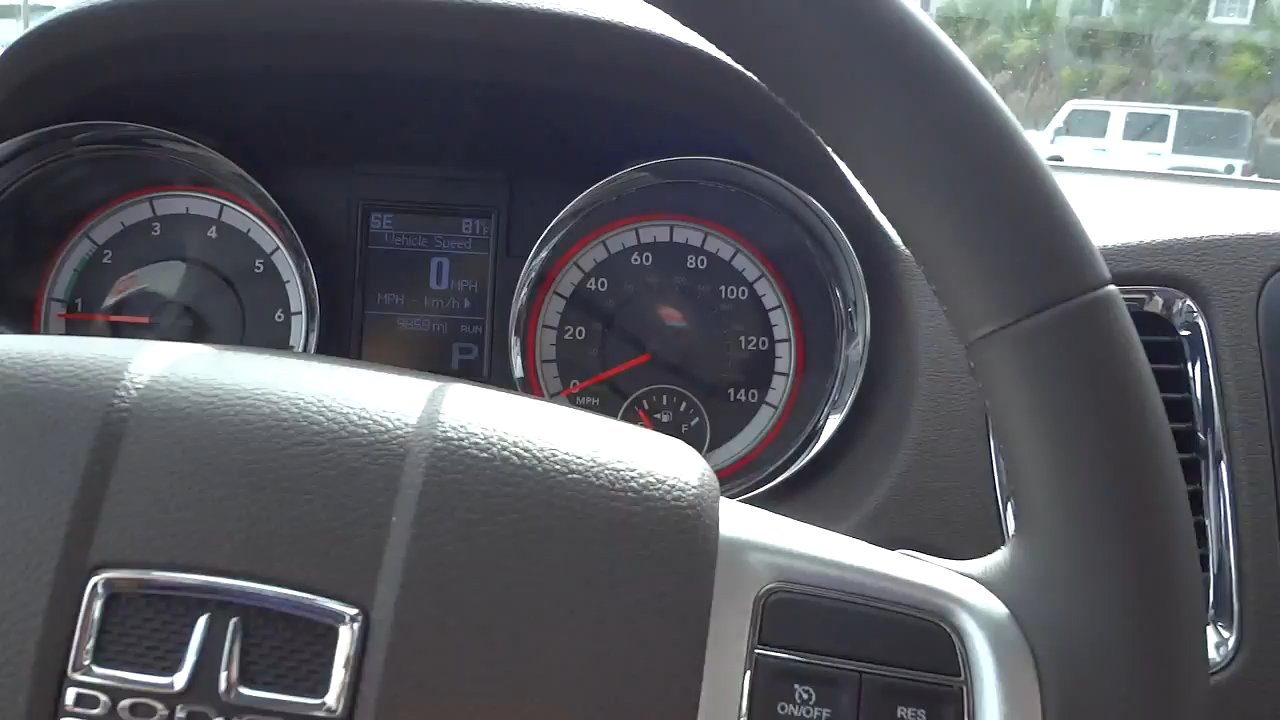 1 2 3 4 5 6
SE 81°F
Vehicle Speed
0 MPH
MPH - km/h
mi RUN
P
0 20 40 60 80 100 120 140
MPH
F
ON/OFF
RES